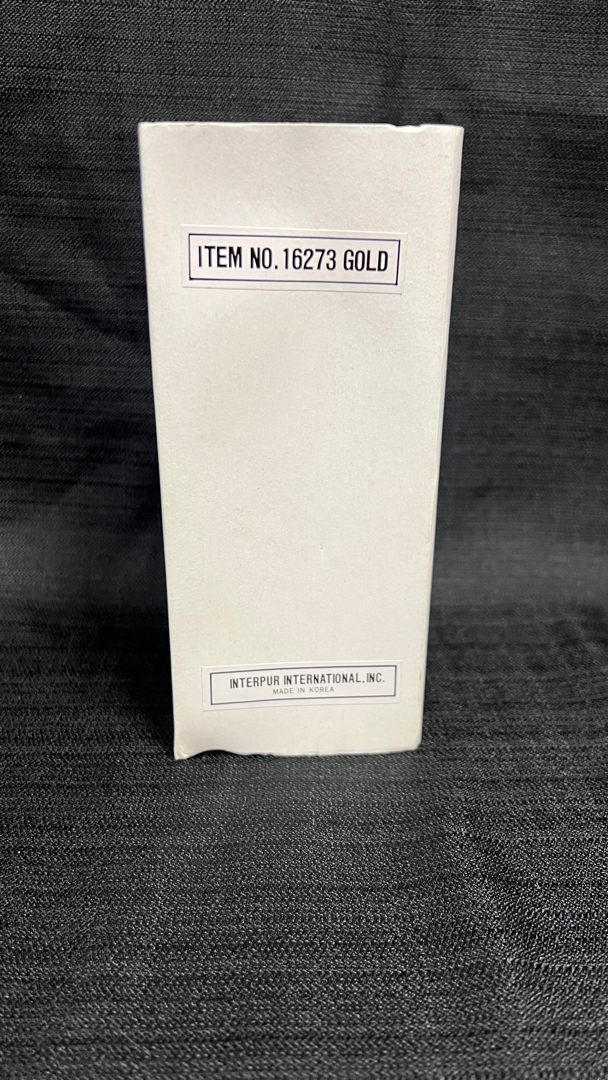 ITEM NO. 16273 GOLD
INTERPUR INTERNATIONAL, INC.
MADE IN KOREA